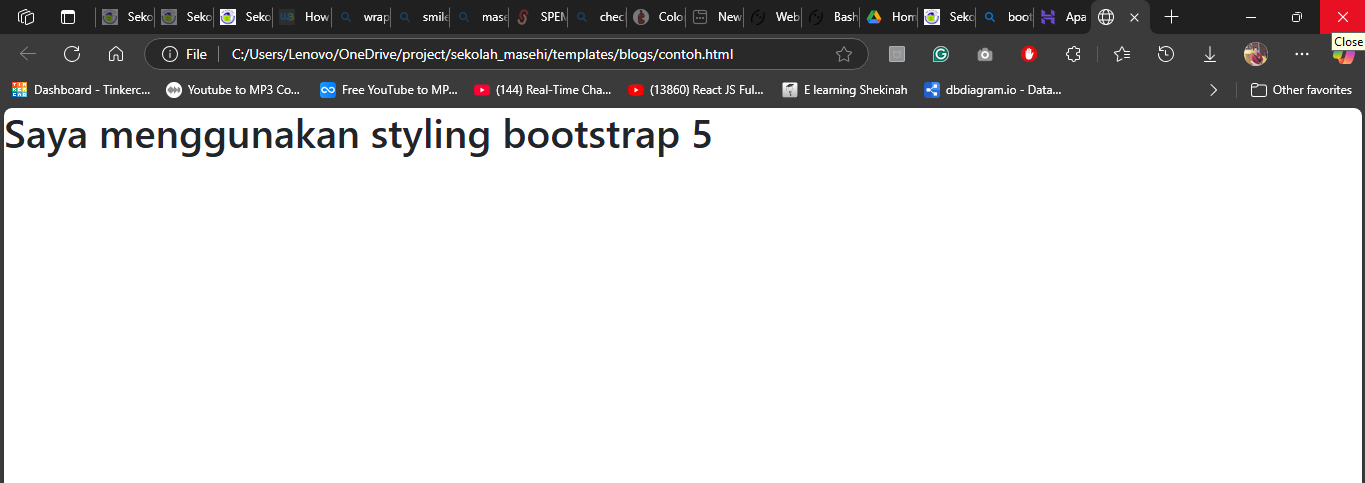 Seko Seko Seko How wrap smile mase SPEM chec Colo New Web Bash Hom Seko boot Apa
File C:/Users/Lenovo/OneDrive/project/sekolah_masehi/templates/blogs/contoh.html
Close
Dashboard - Tinkerc... Youtube to MP3 Co... Free YouTube to MP... (144) Real-Time Cha... (13860) React JS Ful... E learning Shekinah dbdiagram.io - Data... Other favorites
Saya menggunakan styling bootstrap 5